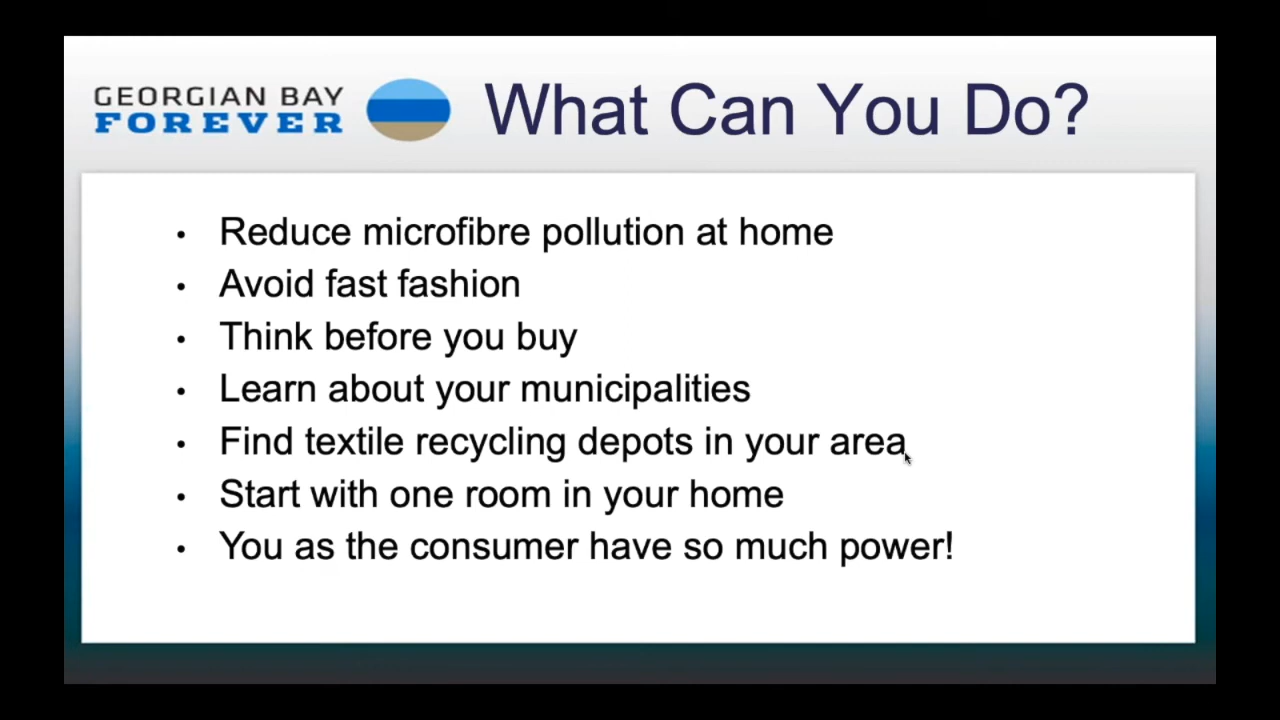 GEORGIAN BAY
FOREVER
What Can You Do?
• Reduce microfibre pollution at home
• Avoid fast fashion
• Think before you buy
• Learn about your municipalities
• Find textile recycling depots in your area
• Start with one room in your home
• You as the consumer have so much power!